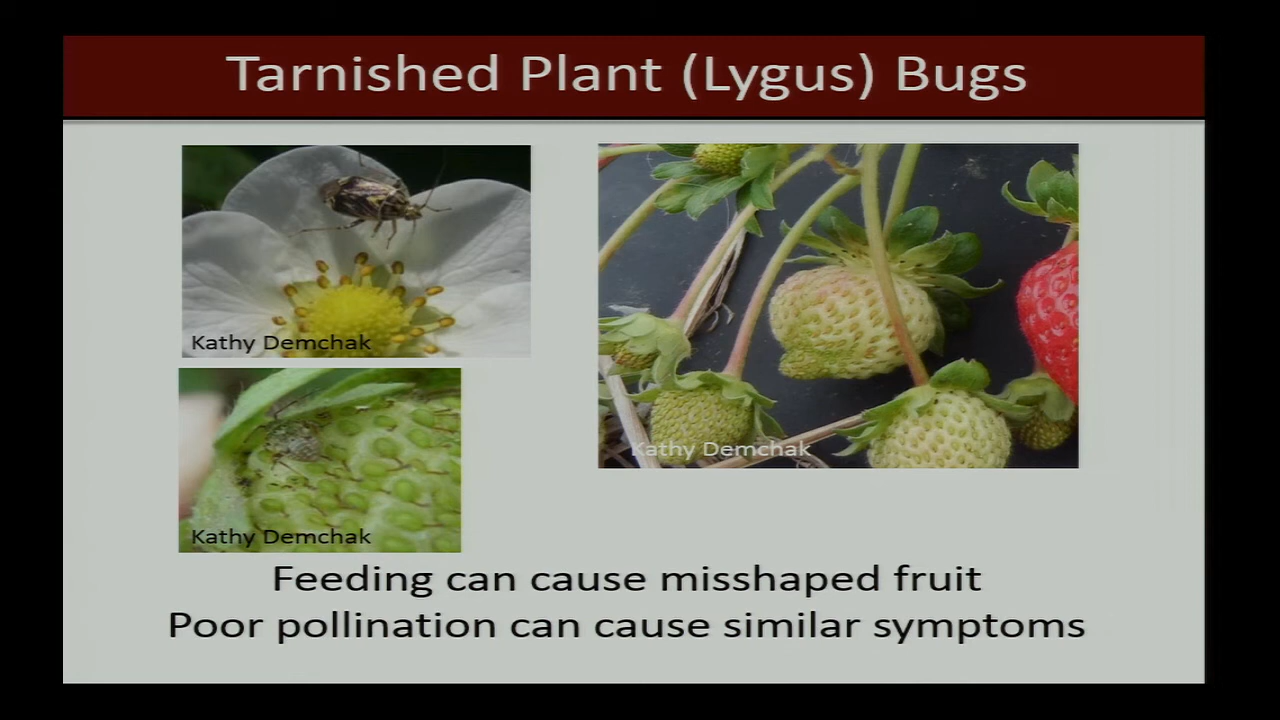 Tarnished Plant (Lygus) Bugs
Kathy Demchak
Kathy Demchak
Kathy Demchak
Feeding can cause misshaped fruit
Poor pollination can cause similar symptoms